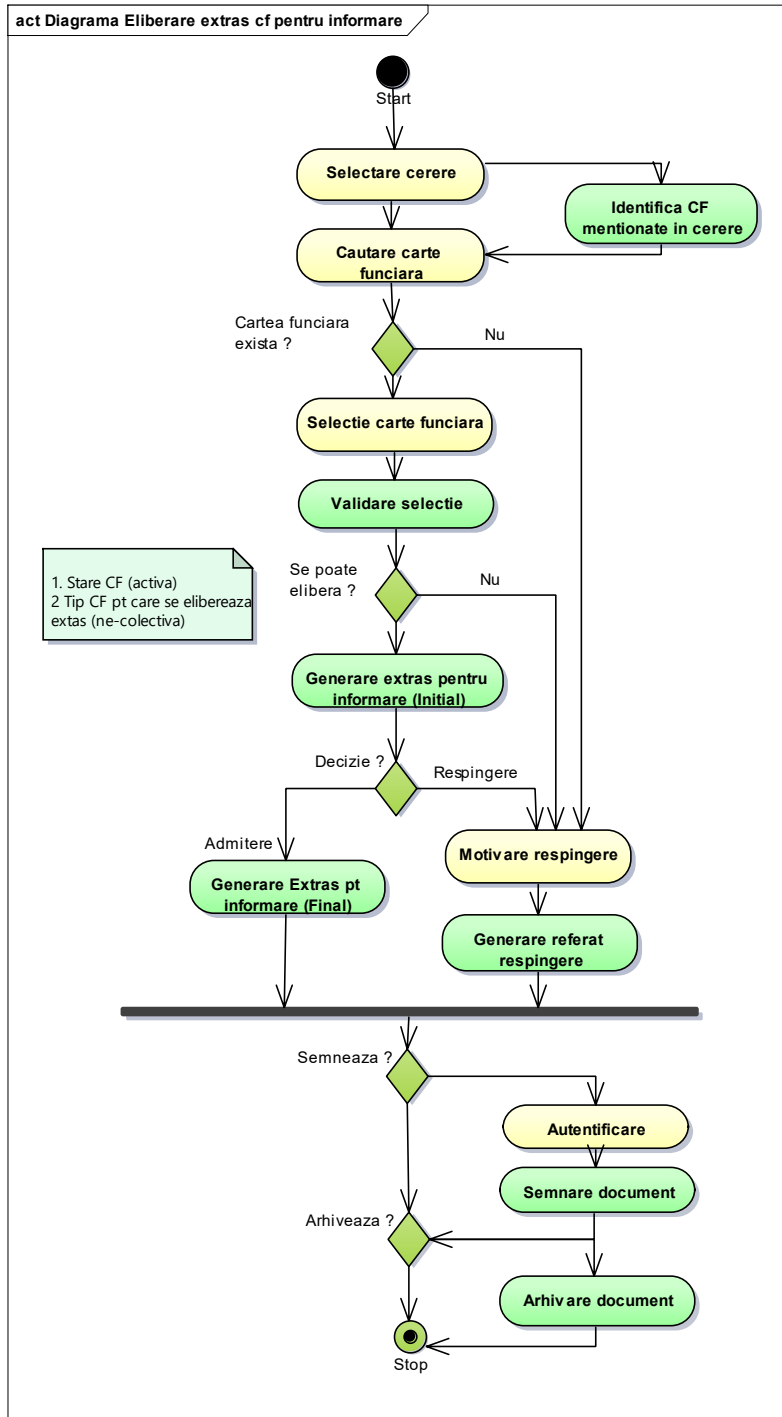 act Diagrama Eliberare extras cf pentru informare
Start
Selectare cerere
Identifica CF
mentionate in cerere
Cautare carte
funciara
Cartea funciara
exista ?
Nu
Selectie carte funciara
Validare selectie
1. Stare CF (activa)
2 Tip CF pt care se elibereaza
extas (ne-colectiva)
Se poate
elibera ?
Nu
Generare extras pentru
informare (Initial)
Decizie ?
Respingere
Admitere
Motivare respingere
Generare Extras pt
informare (Final)
Generare referat
respingere
Semneaza ?
Autentificare
Semnare document
Arhiveaza ?
Arhivare document
Stop